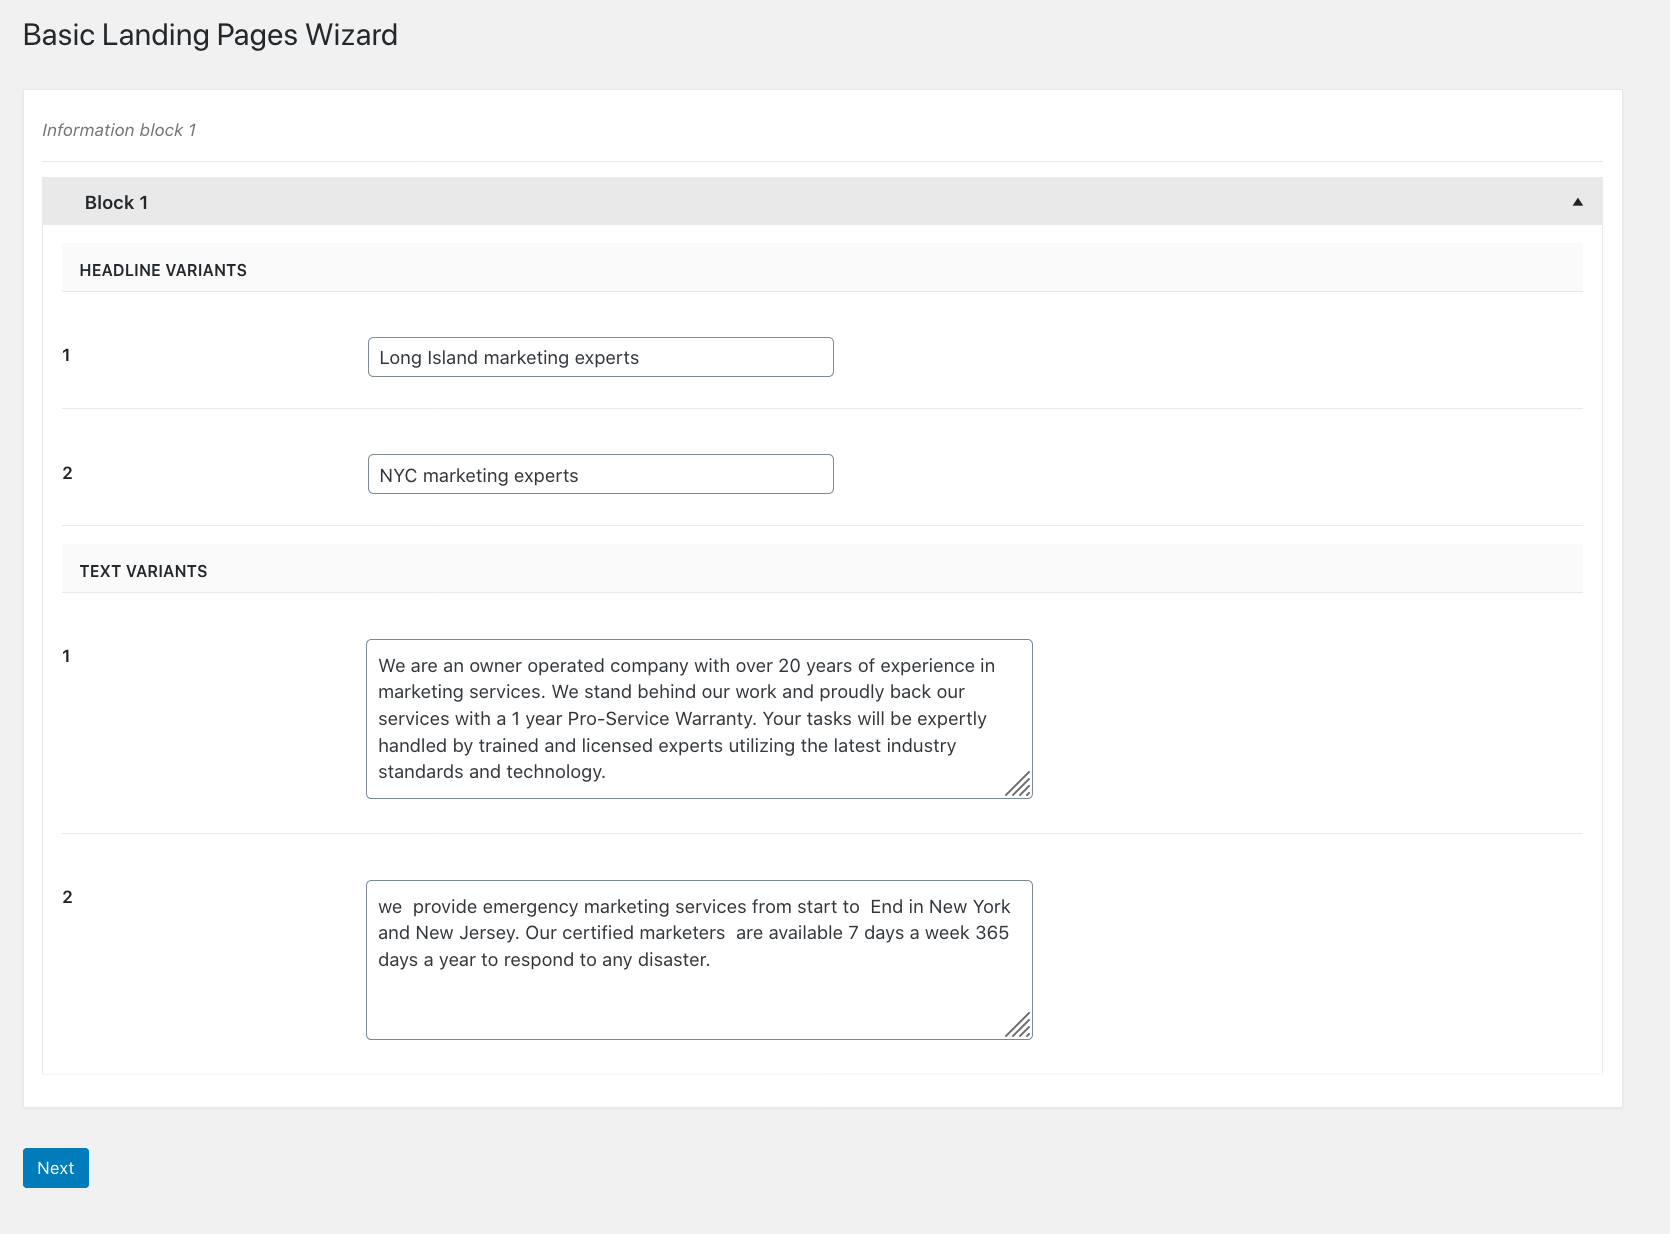 Basic Landing Pages Wizard
Information block 1
Block 1
HEADLINE VARIANTS
1
Long Island marketing experts
2
NYC marketing experts
TEXT VARIANTS
1
We are an owner operated company with over 20 years of experience in
marketing services. We stand behind our work and proudly back our
services with a 1 year Pro-Service Warranty. Your tasks will be expertly
handled by trained and licensed experts utilizing the latest industry
standards and technology.
2
we  provide emergency marketing services from start to  End in New York
and New Jersey. Our certified marketers  are available 7 days a week 365
days a year to respond to any disaster.
Next